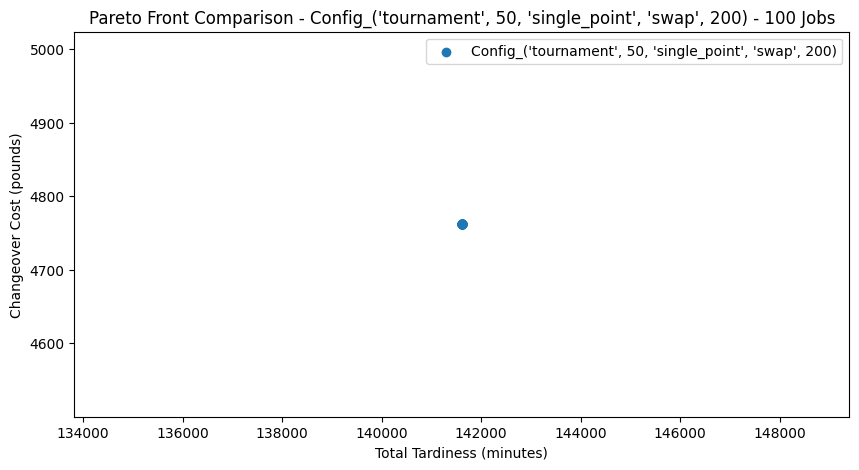 Pareto Front Comparison - Config_('tournament', 50, 'single_point', 'swap', 200) - 100 Jobs
Config_('tournament', 50, 'single_point', 'swap', 200)
Changeover Cost (pounds)
5000
4900
4800
4700
4600
134000 136000 138000 140000 142000 144000 146000 148000
Total Tardiness (minutes)